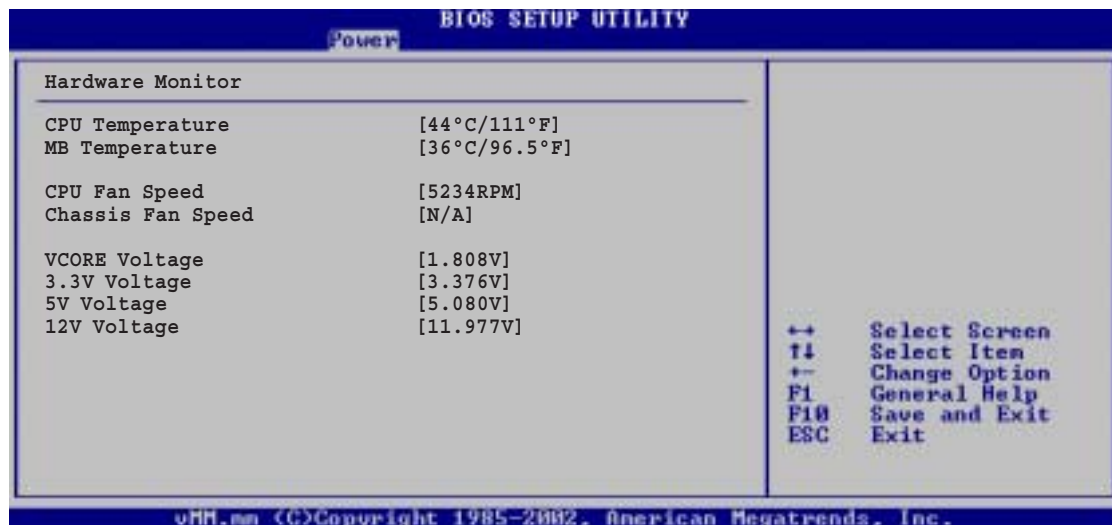 BIOS SETUP UTILITY
Power
Hardware Monitor
CPU Temperature [44°C/111°F]
MB Temperature [36°C/96.5°F]
CPU Fan Speed [5234RPM]
Chassis Fan Speed [N/A]
VCORE Voltage [1.808V]
3.3V Voltage [3.376V]
5V Voltage [5.080V]
12V Voltage [11.977V]
←→ Select Screen
↑↓ Select Item
+- Change Option
F1 General Help
F10 Save and Exit
ESC Exit
vMM.mm (C)Copyright 1985-2002, American Megatrends, Inc.